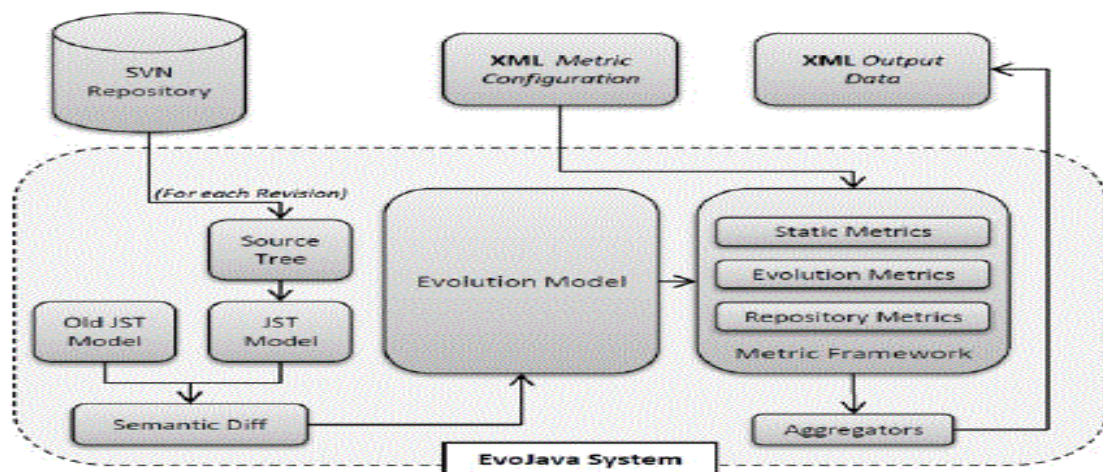 SVN
Repository
XML Metric
Configuration
XML Output
Data
(For each Revision)
Source
Tree
Old JST
Model
JST
Model
Semantic Diff
Evolution Model
Static Metrics
Evolution Metrics
Repository Metrics
Metric Framework
Aggregators
EvoJava System